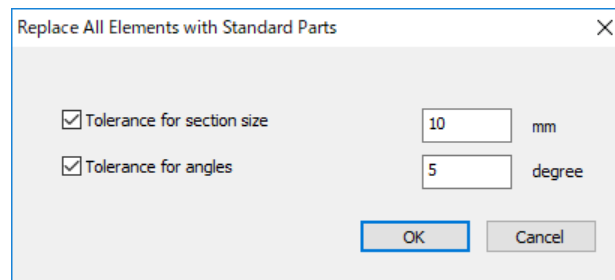 Replace All Elements with Standard Parts
Tolerance for section size 10 mm
Tolerance for angles 5 degree
OK Cancel